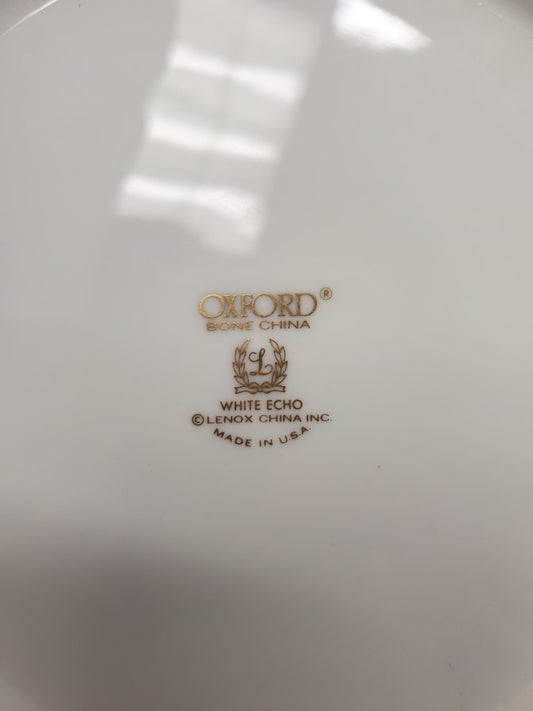 OXFORD®
BONE CHINA
L
WHITE ECHO
© LENOX CHINA INC.
MADE IN U.S.A.